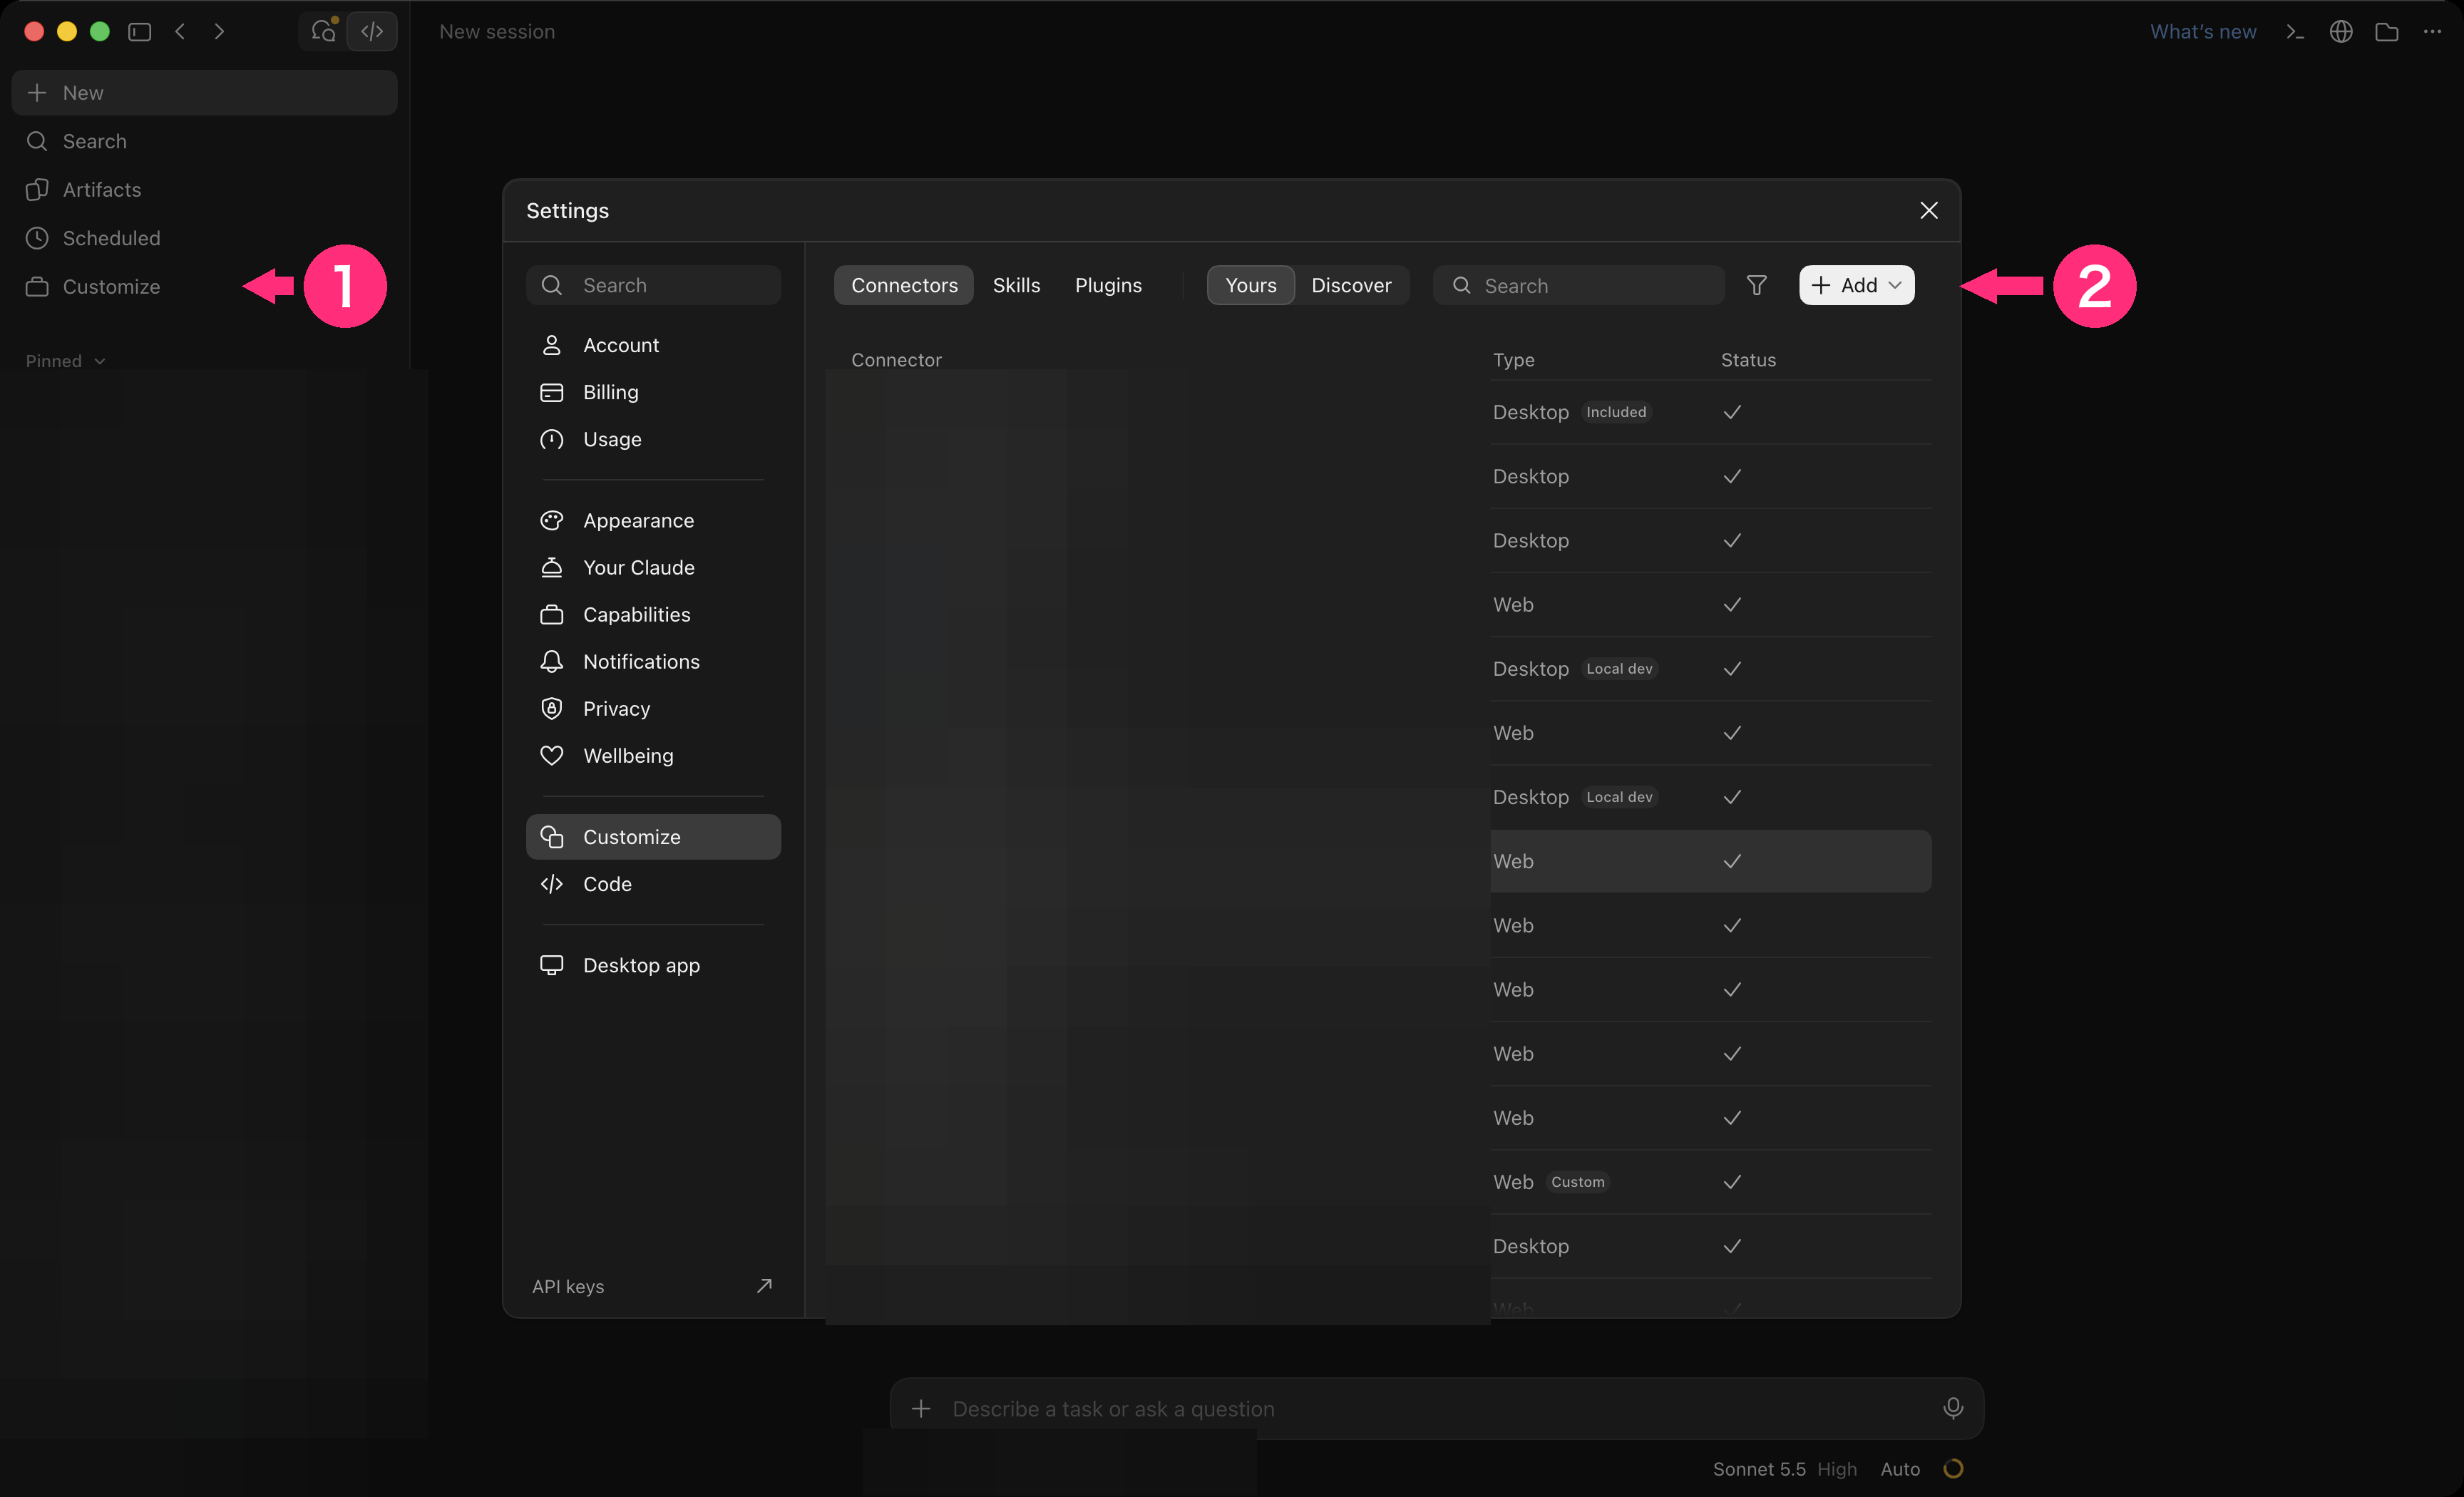 New session
What's new
New
Search
Artifacts
Scheduled
Customize
1
Pinned
Settings
Search
Account
Billing
Usage
Appearance
Your Claude
Capabilities
Notifications
Privacy
Wellbeing
Customize
Code
Desktop app
API keys
Connectors Skills Plugins Yours Discover Search Add
2
Connector Type Status
Desktop Included
Desktop
Desktop
Web
Desktop Local dev
Web
Desktop Local dev
Web
Web
Web
Web
Web
Web Custom
Desktop
Web
Describe a task or ask a question
Sonnet 5.5 High Auto